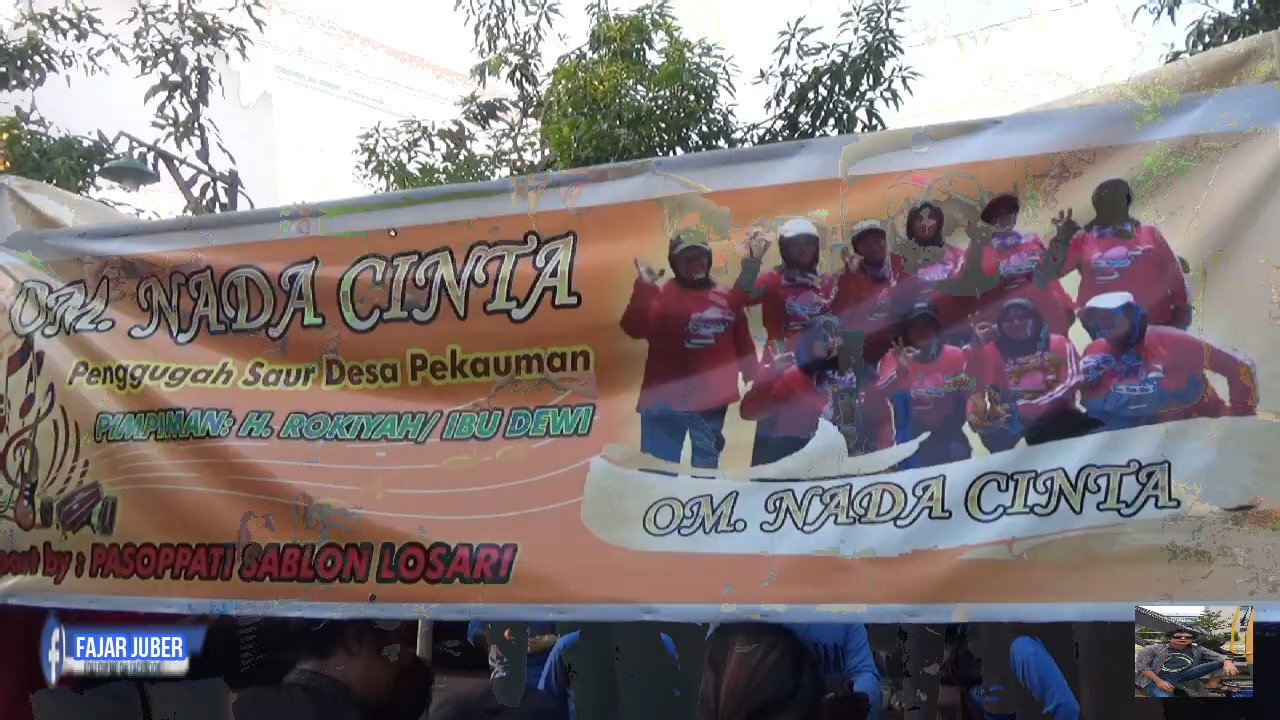 OM. NADA CINTA
Penggugah Saur Desa Pekauman
PIMPIMAN: H. ROKIYAH/ IBU DEWI
by : PASOPPATI SABLON LOSARI
OM. NADA CINTA
FAJAR JUBER